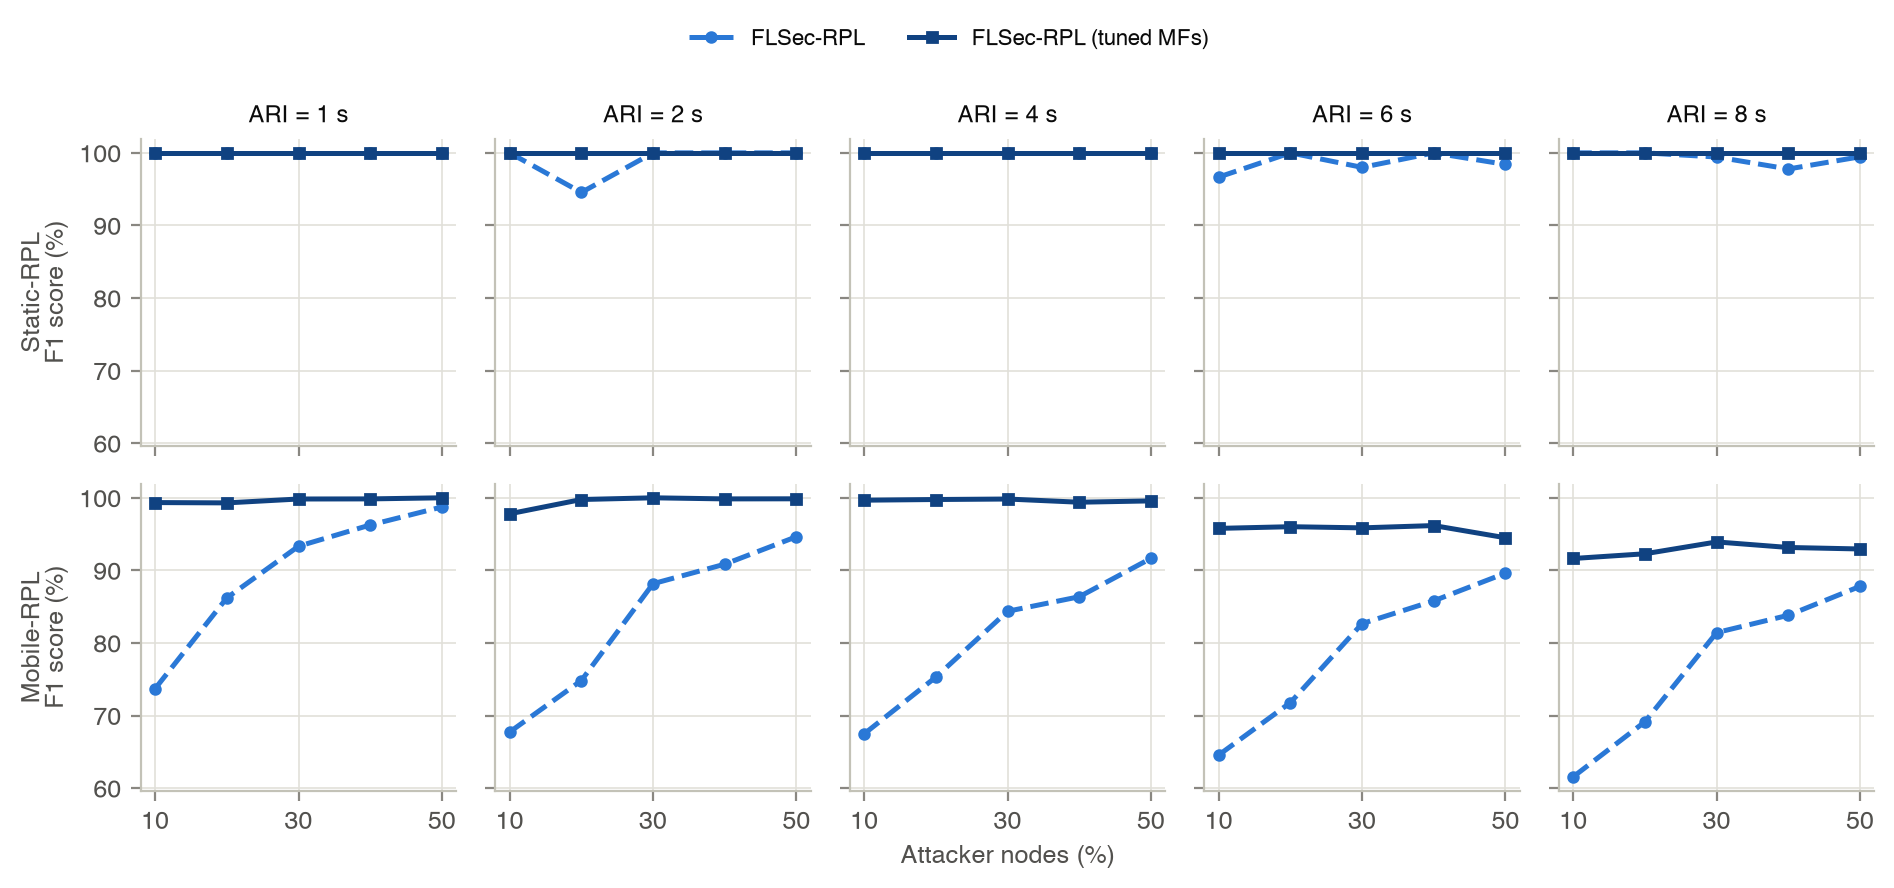 FLSec-RPL
FLSec-RPL (tuned MFs)
ARI = 1 s
ARI = 2 s
ARI = 4 s
ARI = 6 s
ARI = 8 s
Static-RPL
F1 score (%)
100
90
80
70
60
Mobile-RPL
F1 score (%)
100
90
80
70
60
10 30 50
10 30 50
10 30 50
10 30 50
10 30 50
Attacker nodes (%)